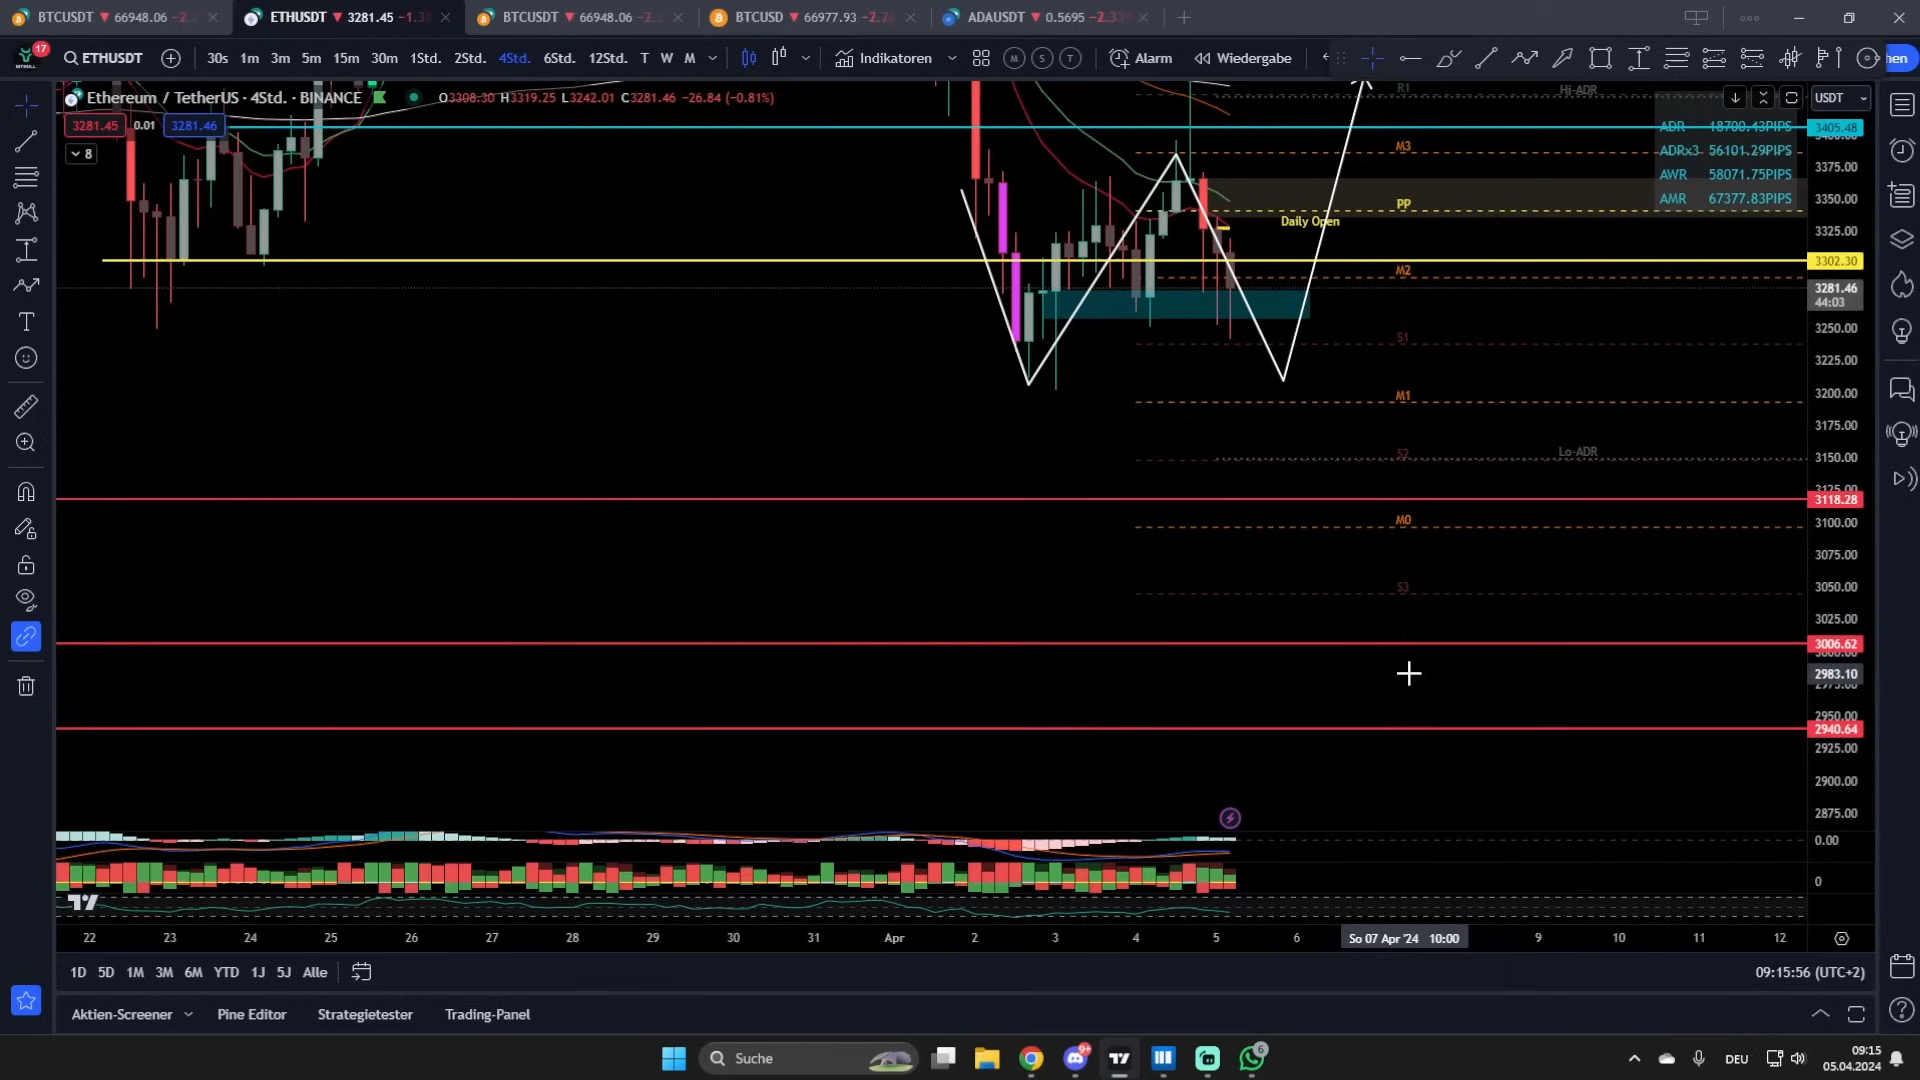 BTCUSDT ▼ 66948.06 −2.
ETHUSDT ▼ 3281.45 −1.3
BTCUSDT ▼ 66948.06 −2.
BTCUSD ▼ 66977.93 −2.2
ADAUSDT ▼ 0.5695 −2.33
17
ETHUSDT 30s 1m 3m 5m 15m 30m 1Std. 2Std. 4Std. 6Std. 12Std. T W M Indikatoren M S T Alarm Wiedergabe hen
Ethereum / TetherUS · 4Std. · BINANCE O3308.30 H3319.25 L3242.01 C3281.46 −26.84 (−0.81%)
3281.45 0.01 3281.46
8
R1 Hi-ADR USDT
ADR 18700.43PIPS
ADRx3 56101.29PIPS
AWR 58071.75PIPS
AMR 67377.83PIPS
M3
PP
Daily Open
M2
S1
M1
S2 Lo-ADR
M0
S3
3405.48
3375.00
3350.00
3325.00
3302.30
3281.46
44:03
3250.00
3225.00
3200.00
3175.00
3150.00
3125.00
3118.28
3100.00
3075.00
3050.00
3025.00
3006.62
2983.10
2950.00
2940.64
2925.00
2900.00
2875.00
0.00
0
22 23 24 25 26 27 28 29 30 31 Apr 2 3 4 5 6 So 07 Apr '24 10:00 9 10 11 12
1D 5D 1M 3M 6M YTD 1J 5J Alle 09:15:56 (UTC+2)
Aktien-Screener Pine Editor Strategietester Trading-Panel
Suche 9+ 6 DEU 09:15
05.04.2024